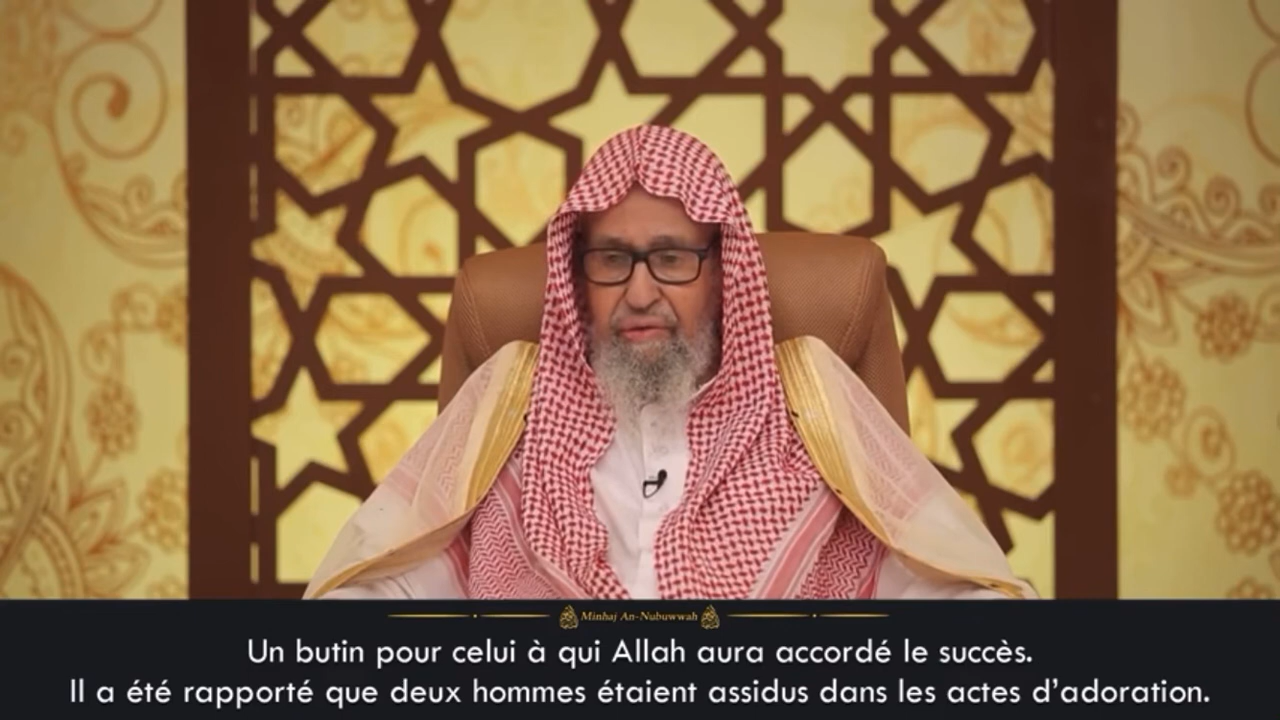 Minhaj An-Nubuwwah
Un butin pour celui à qui Allah aura accordé le succès.
Il a été rapporté que deux hommes étaient assidus dans les actes d’adoration.